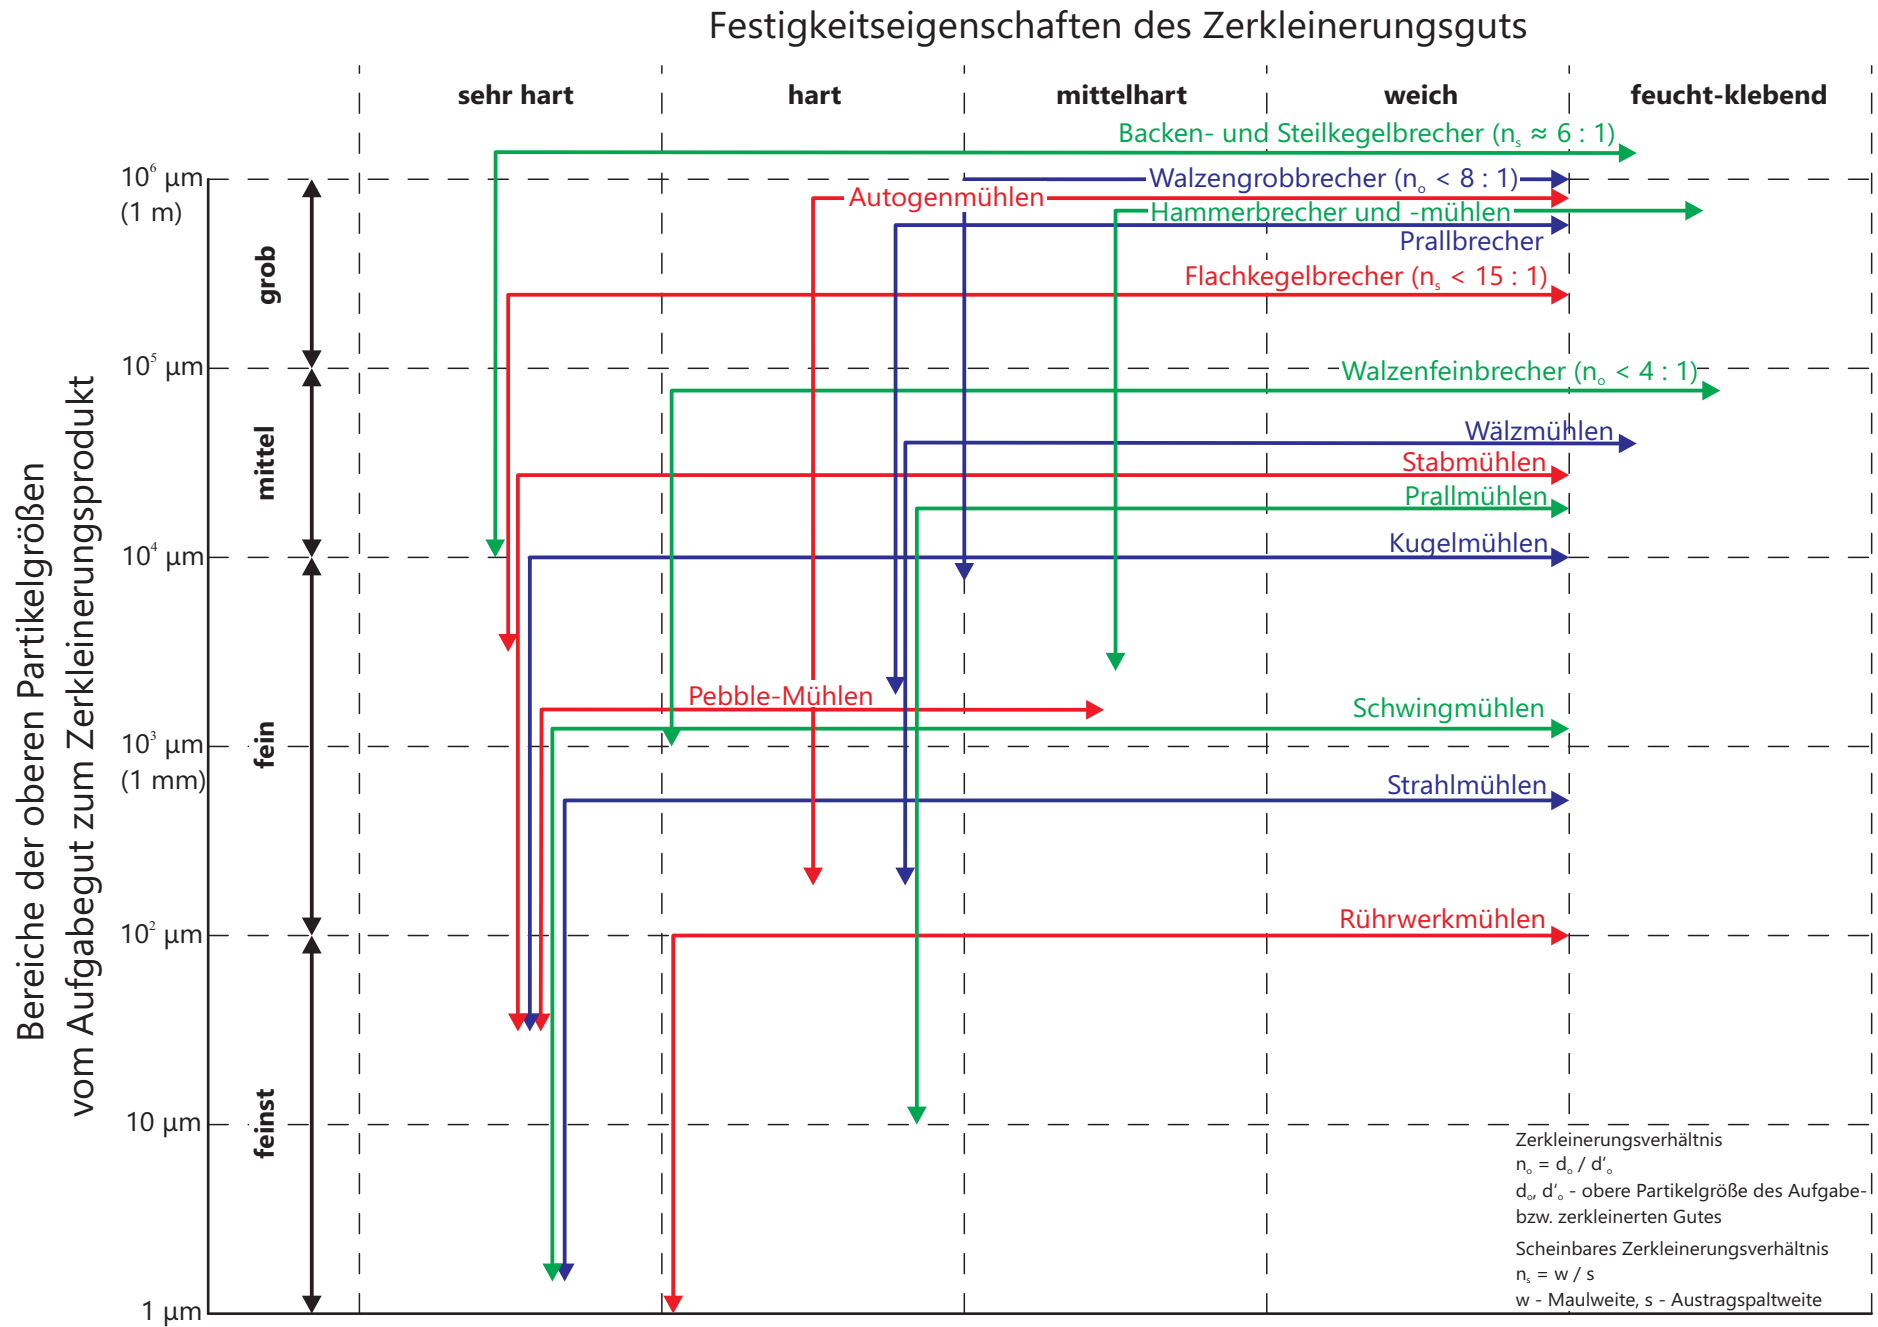 Festigkeitseigenschaften des Zerkleinerungsguts
sehr hart
hart
mittelhart
weich
feucht-klebend
Backen- und Steilkegelbrecher (nₛ ≈ 6 : 1)
Walzengrobbrecher (nₒ < 8 : 1)
Autogenmühlen
Hammerbrecher und -mühlen
Prallbrecher
Flachkegelbrecher (nₛ < 15 : 1)
Walzenfeinbrecher (nₒ < 4 : 1)
Wälzmühlen
Stabmühlen
Prallmühlen
Kugelmühlen
Pebble-Mühlen
Schwingmühlen
Strahlmühlen
Rührwerkmühlen
Bereiche der oberen Partikelgrößen
vom Aufgabegut zum Zerkleinerungsprodukt
10⁶ µm
(1 m)
10⁵ µm
10⁴ µm
10³ µm
(1 mm)
10² µm
10 µm
1 µm
grob
mittel
fein
feinst
Zerkleinerungsverhältnis
nₒ = dₒ / d‘ₒ
dₒ, d‘ₒ - obere Partikelgröße des Aufgabe-
bzw. zerkleinerten Gutes
Scheinbares Zerkleinerungsverhältnis
nₛ = w / s
w - Maulweite, s - Austragspaltweite